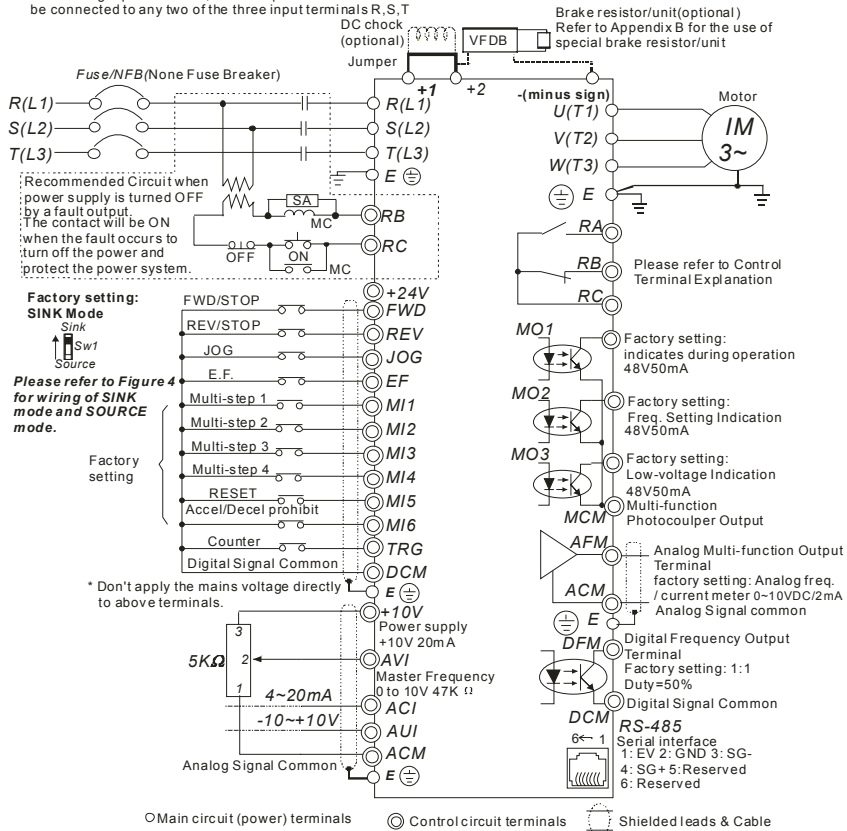 be connected to any two of the three input terminals R,S,T
DC chock
(optional)
Jumper
VFDB
Brake resistor/unit(optional)
Refer to Appendix B for the use of
special brake resistor/unit
+1
+2
-(minus sign)
Fuse/NFB(None Fuse Breaker)
R(L1)
S(L2)
T(L3)
R(L1)
S(L2)
T(L3)
E
U(T1)
V(T2)
W(T3)
E
Motor
IM
3~
Recommended Circuit when
power supply is turned OFF
by a fault output.
The contact will be ON
when the fault occurs to
turn off the power and
protect the power system.
SA
MC
OFF
ON
MC
RB
RC
RA
RB
RC
Please refer to Control
Terminal Explanation
Factory setting:
SINK Mode
Sink
Sw1
Source
Please refer to Figure 4
for wiring of SINK
mode and SOURCE
mode.
Factory
setting
+24V
FWD/STOP
FWD
REV/STOP
REV
JOG
JOG
E.F.
EF
Multi-step 1
MI1
Multi-step 2
MI2
Multi-step 3
MI3
Multi-step 4
MI4
RESET
MI5
Accel/Decel prohibit
MI6
Counter
TRG
Digital Signal Common
DCM
* Don't apply the mains voltage directly
to above terminals.
E
+10V
Power supply
+10V 20mA
3
2
1
5KΩ
AVI
Master Frequency
0 to 10V 47K Ω
4~20mA
ACI
-10~+10V
AUI
ACM
Analog Signal Common
E
MO1
Factory setting:
indicates during operation
48V50mA
MO2
Factory setting:
Freq. Setting Indication
48V50mA
MO3
Factory setting:
Low-voltage Indication
48V50mA
MCM
Multi-function
Photocoulper Output
AFM
Analog Multi-function Output
Terminal
factory setting: Analog freq.
/ current meter 0~10VDC/2mA
ACM
Analog Signal common
E
DFM
Digital Frequency Output
Terminal
Factory setting: 1:1
Duty=50%
Digital Signal Common
DCM
RS-485
6← 1
Serial interface
1: EV 2: GND 3: SG-
4: SG+ 5:Reserved
6: Reserved
Main circuit (power) terminals
Control circuit terminals
Shielded leads & Cable